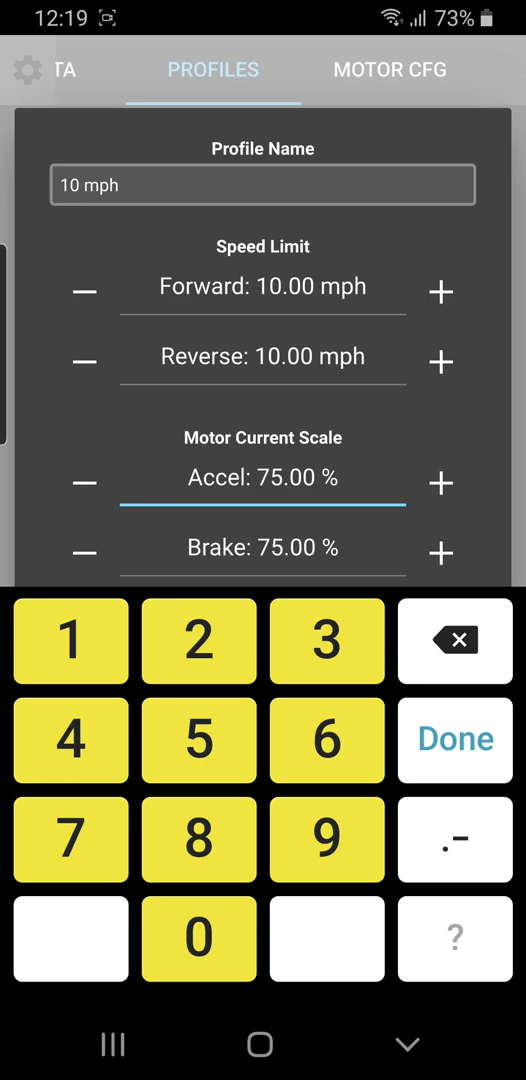 12:19 73%
TA PROFILES MOTOR CFG
Profile Name
10 mph
Speed Limit
Forward: 10.00 mph
Reverse: 10.00 mph
Motor Current Scale
Accel: 75.00 %
Brake: 75.00 %
1 2 3
4 5 6 Done
7 8 9 .-
0 ?